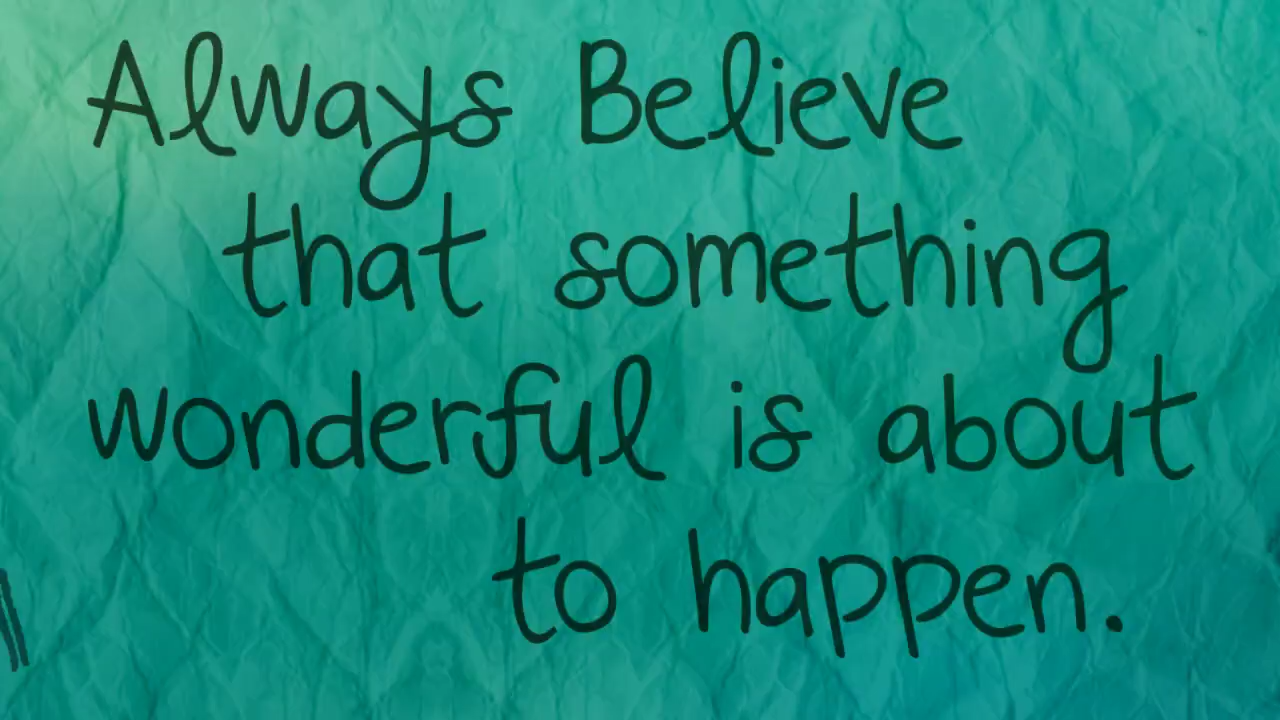 Always Believe
that something
wonderful is about
to happen.